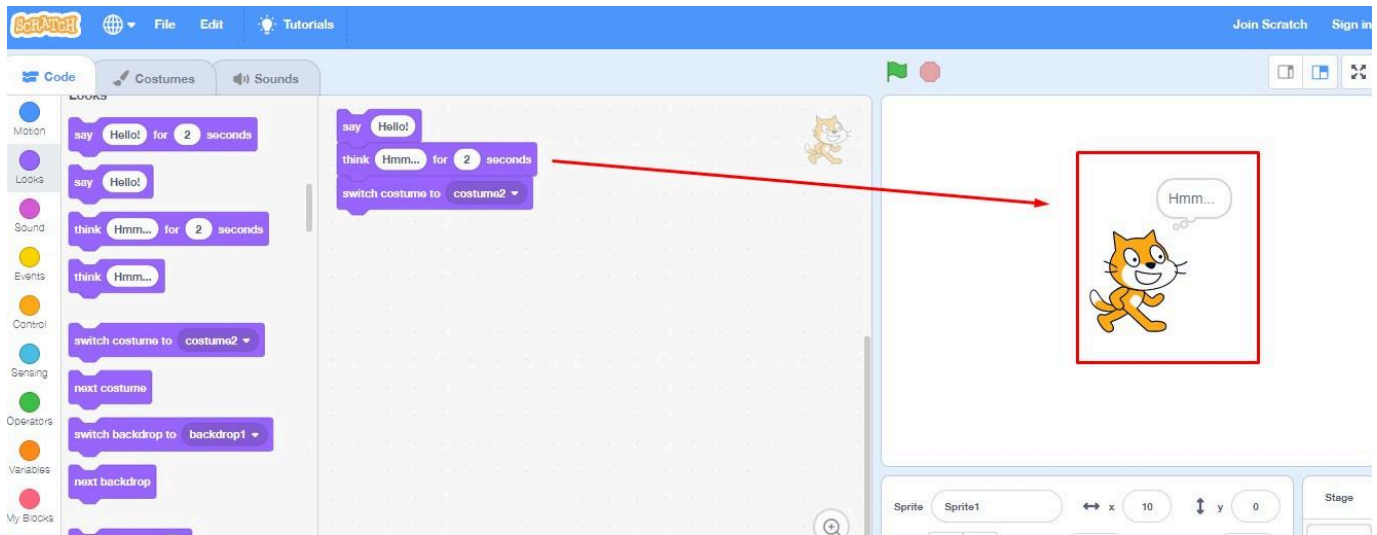 SCRATCH File Edit Tutorials Join Scratch Sign in
Code Costumes Sounds
Motion
Looks
Sound
Events
Control
Sensing
Operators
Variables
My Blocks
Looks
say Hello! for 2 seconds
say Hello!
think Hmm... for 2 seconds
think Hmm...
switch costume to costume2
next costume
switch backdrop to backdrop1
next backdrop
say Hello!
think Hmm... for 2 seconds
switch costume to costume2
Hmm...
Sprite Sprite1 x 10 y 0
Stage